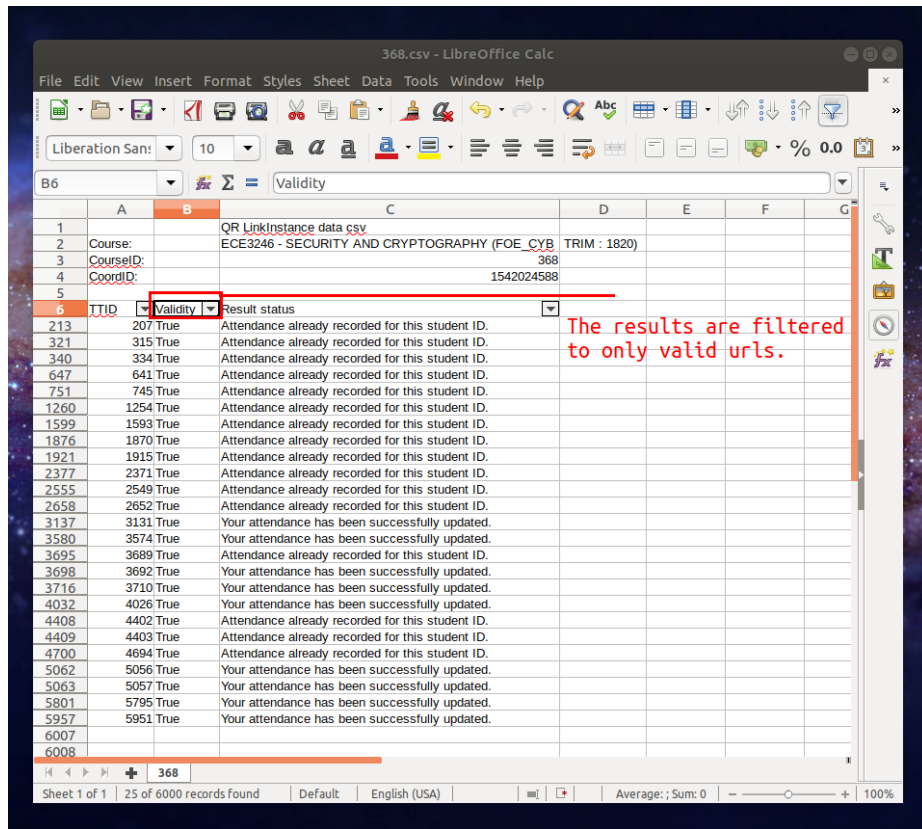 368.csv - LibreOffice Calc
File Edit View Insert Format Styles Sheet Data Tools Window Help
Liberation Sans 10 a a a a % 0.0
B6 Σ = Validity
A B C D E F G
1 QR LinkInstance data csv
2 Course: ECE3246 - SECURITY AND CRYPTOGRAPHY (FOE_CYB TRIM : 1820)
3 CourseID: 368
4 CoordID: 1542024588
5
6 TTID Validity Result status
213 207 True Attendance already recorded for this student ID.
321 315 True Attendance already recorded for this student ID.
340 334 True Attendance already recorded for this student ID.
647 641 True Attendance already recorded for this student ID.
751 745 True Attendance already recorded for this student ID.
1260 1254 True Attendance already recorded for this student ID.
1599 1593 True Attendance already recorded for this student ID.
1876 1870 True Attendance already recorded for this student ID.
1921 1915 True Attendance already recorded for this student ID.
2377 2371 True Attendance already recorded for this student ID.
2555 2549 True Attendance already recorded for this student ID.
2658 2652 True Attendance already recorded for this student ID.
3137 3131 True Your attendance has been successfully updated.
3580 3574 True Your attendance has been successfully updated.
3695 3689 True Attendance already recorded for this student ID.
3698 3692 True Your attendance has been successfully updated.
3716 3710 True Your attendance has been successfully updated.
4032 4026 True Your attendance has been successfully updated.
4408 4402 True Attendance already recorded for this student ID.
4409 4403 True Attendance already recorded for this student ID.
4700 4694 True Attendance already recorded for this student ID.
5062 5056 True Your attendance has been successfully updated.
5063 5057 True Your attendance has been successfully updated.
5801 5795 True Your attendance has been successfully updated.
5957 5951 True Your attendance has been successfully updated.
6007
6008
The results are filtered
to only valid urls.
368
Sheet 1 of 1 25 of 6000 records found Default English (USA) Average: ; Sum: 0 100%